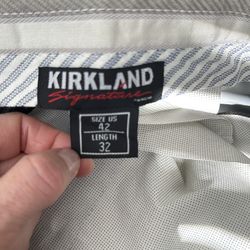 KIRKLAND
Signature
SIZE US
42
LENGTH
32